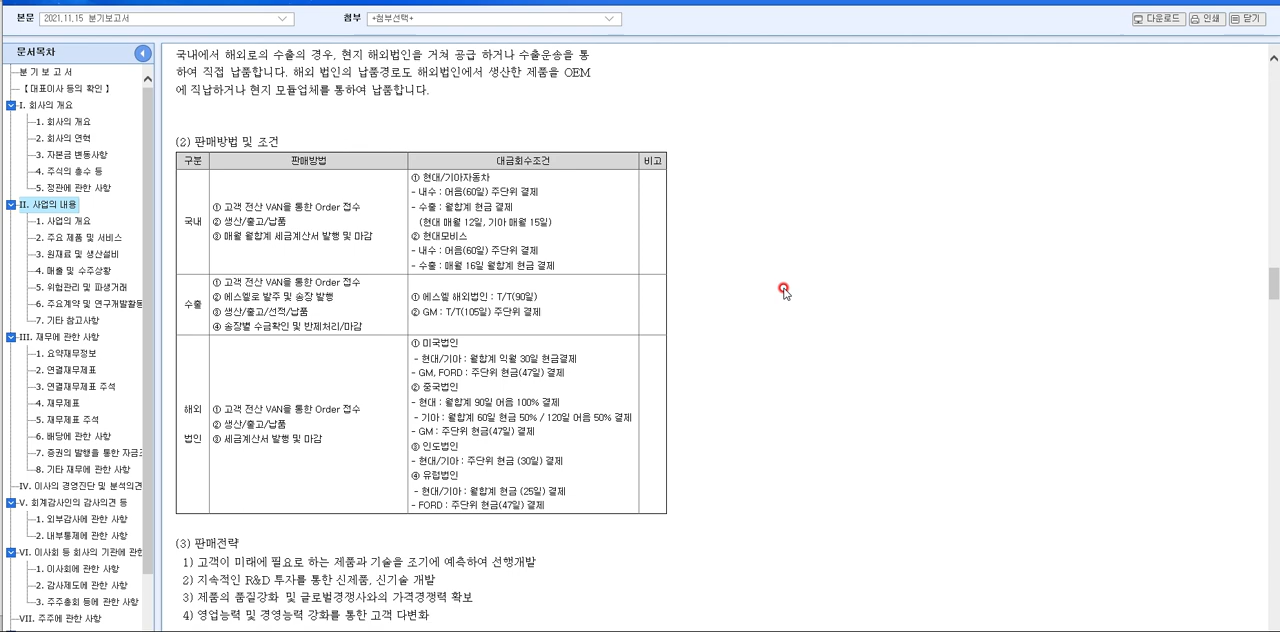 본문 2021.11.15 분기보고서 첨부 +첨부선택+ 다운로드 인쇄 닫기
문서목차
분 기 보 고 서
【 대표이사 등의 확인 】
I. 회사의 개요
1. 회사의 개요
2. 회사의 연혁
3. 자본금 변동사항
4. 주식의 총수 등
5. 정관에 관한 사항
II. 사업의 내용
1. 사업의 개요
2. 주요 제품 및 서비스
3. 원재료 및 생산설비
4. 매출 및 수주상황
5. 위험관리 및 파생거래
6. 주요계약 및 연구개발활동
7. 기타 참고사항
III. 재무에 관한 사항
1. 요약재무정보
2. 연결재무제표
3. 연결재무제표 주석
4. 재무제표
5. 재무제표 주석
6. 배당에 관한 사항
7. 증권의 발행을 통한 자금조
8. 기타 재무에 관한 사항
IV. 이사의 경영진단 및 분석의견
V. 회계감사인의 감사의견 등
1. 외부감사에 관한 사항
2. 내부통제에 관한 사항
VI. 이사회 등 회사의 기관에 관한
1. 이사회에 관한 사항
2. 감사제도에 관한 사항
3. 주주총회 등에 관한 사항
VII. 주주에 관한 사항
국내에서 해외로의 수출의 경우, 현지 해외법인을 거쳐 공급 하거나 수출운송을 통
하여 직접 납품합니다. 해외 법인의 납품경로도 해외법인에서 생산한 제품을 OEM
에 직납하거나 현지 모듈업체를 통하여 납품합니다.
(2) 판매방법 및 조건
구분 판매방법 대금회수조건 비고
국내
① 고객 전산 VAN을 통한 Order 접수
② 생산/출고/납품
③ 매월 월합계 세금계산서 발행 및 마감
① 현대/기아자동차
- 내수 : 어음(60일) 주단위 결제
- 수출 : 월합계 현금 결제
(현대 매월 12일, 기아 매월 15일)
② 현대모비스
- 내수 : 어음(60일) 주단위 결제
- 수출 : 매월 16일 월합계 현금 결제
수출
① 고객 전산 VAN을 통한 Order 접수
② 에스엘로 발주 및 송장 발행
③ 생산/출고/선적/납품
④ 송장별 수금확인 및 반제처리/마감
① 에스엘 해외법인 : T/T(90일)
② GM : T/T(105일) 주단위 결제
해외
법인
① 고객 전산 VAN을 통한 Order 접수
② 생산/출고/납품
③ 세금계산서 발행 및 마감
① 미국법인
- 현대/기아 : 월합계 익월 30일 현금결제
- GM, FORD : 주단위 현금(47일) 결제
② 중국법인
- 현대 : 월합계 90일 어음 100% 결제
- 기아 : 월합계 60일 현금 50% / 120일 어음 50% 결제
- GM : 주단위 현금(47일) 결제
③ 인도법인
- 현대/기아 : 주단위 현금 (30일) 결제
④ 유럽법인
- 현대/기아 : 월합계 현금 (25일) 결제
- FORD : 주단위 현금(47일) 결제
(3) 판매전략
1) 고객이 미래에 필요로 하는 제품과 기술을 조기에 예측하여 선행개발
2) 지속적인 R&D 투자를 통한 신제품, 신기술 개발
3) 제품의 품질강화 및 글로벌경쟁사와의 가격경쟁력 확보
4) 영업능력 및 경영능력 강화를 통한 고객 다변화